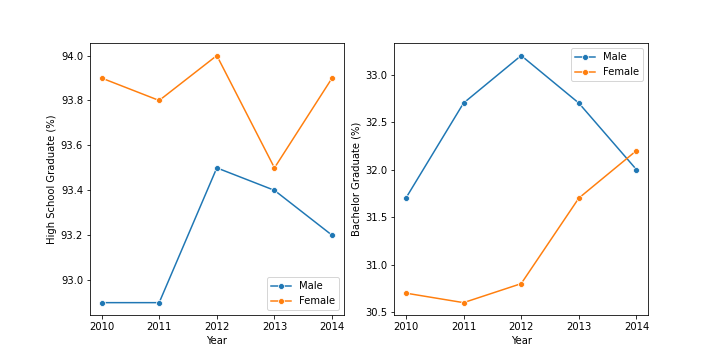 High School Graduate (%)
94.0
93.8
93.6
93.4
93.2
93.0
2010 2011 2012 2013 2014
Year
Male
Female
Bachelor Graduate (%)
33.0
32.5
32.0
31.5
31.0
30.5
2010 2011 2012 2013 2014
Year
Male
Female